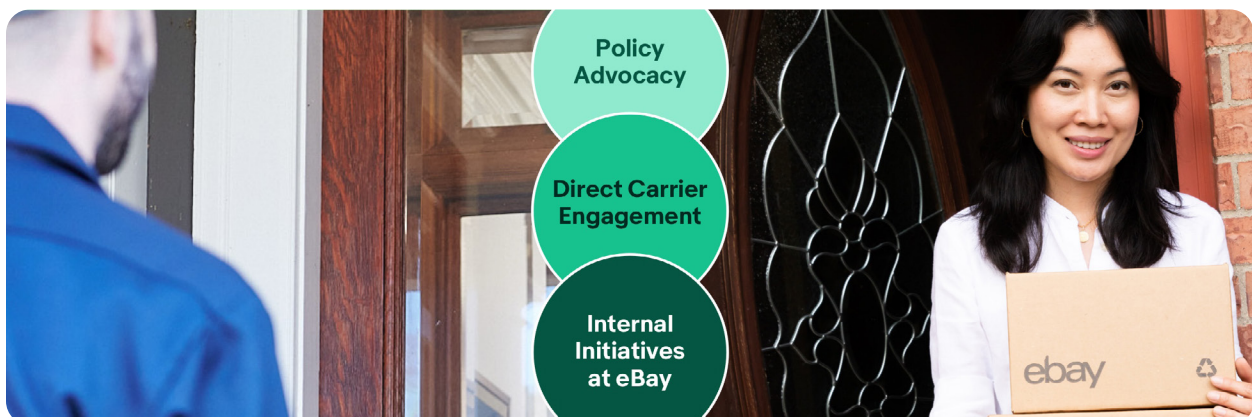 Policy
Advocacy
Direct Carrier
Engagement
Internal
Initiatives
at eBay
ebay